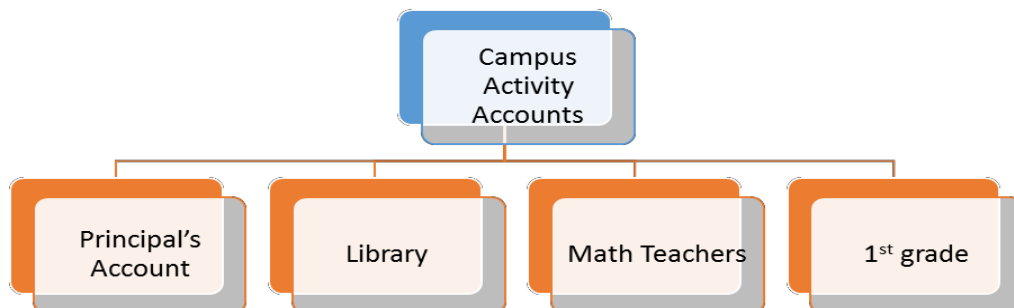 Campus
Activity
Accounts
Principal’s
Account
Library
Math Teachers
1st grade